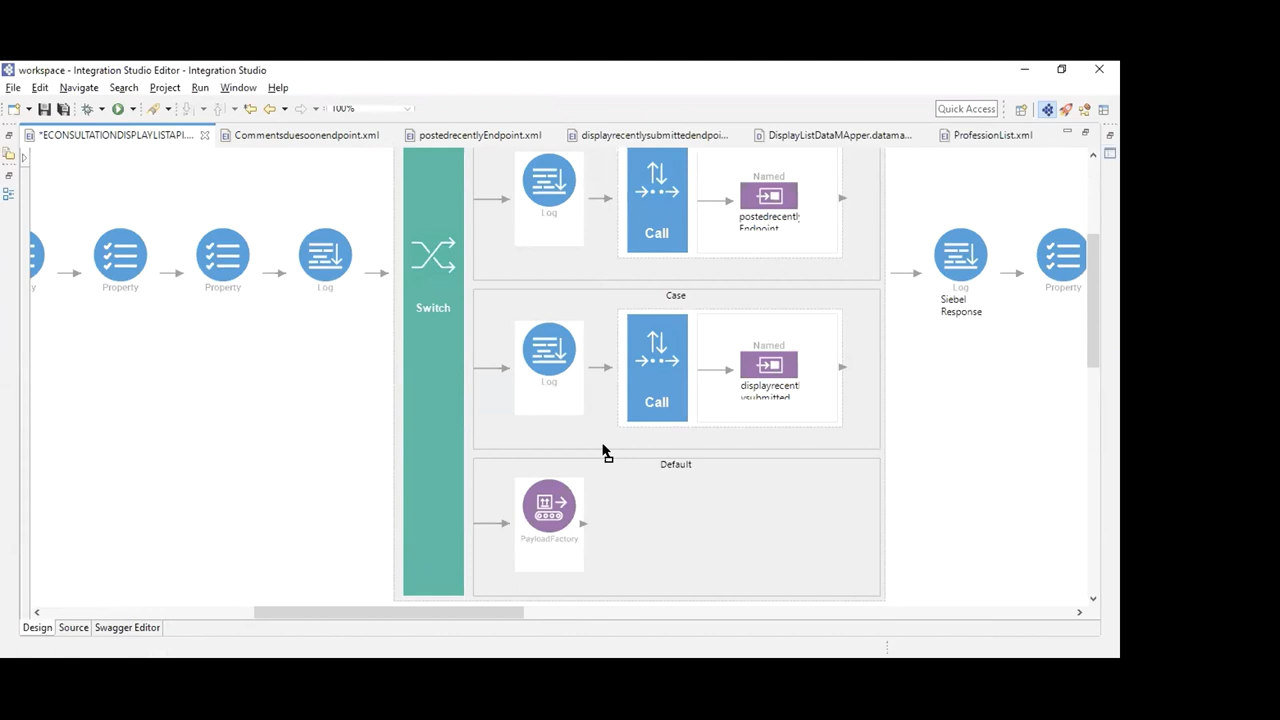 workspace - Integration Studio Editor - Integration Studio
File Edit Navigate Search Project Run Window Help
100%
Quick Access
*ECONSULTATIONDISPLAYLISTAPI.... Commentsduesoonendpoint.xml postedrecentlyEndpoint.xml displayrecentlysubmittedendpoi... DisplayListDataMApper.datama... ProfessionList.xml
Named
postedrecently
Endpoint
Log
Call
Property
Property
Log
Switch
Log
Siebel
Response
Property
Case
Named
displayrecentl
ysubmitted
Log
Call
Default
PayloadFactory
Design Source Swagger Editor